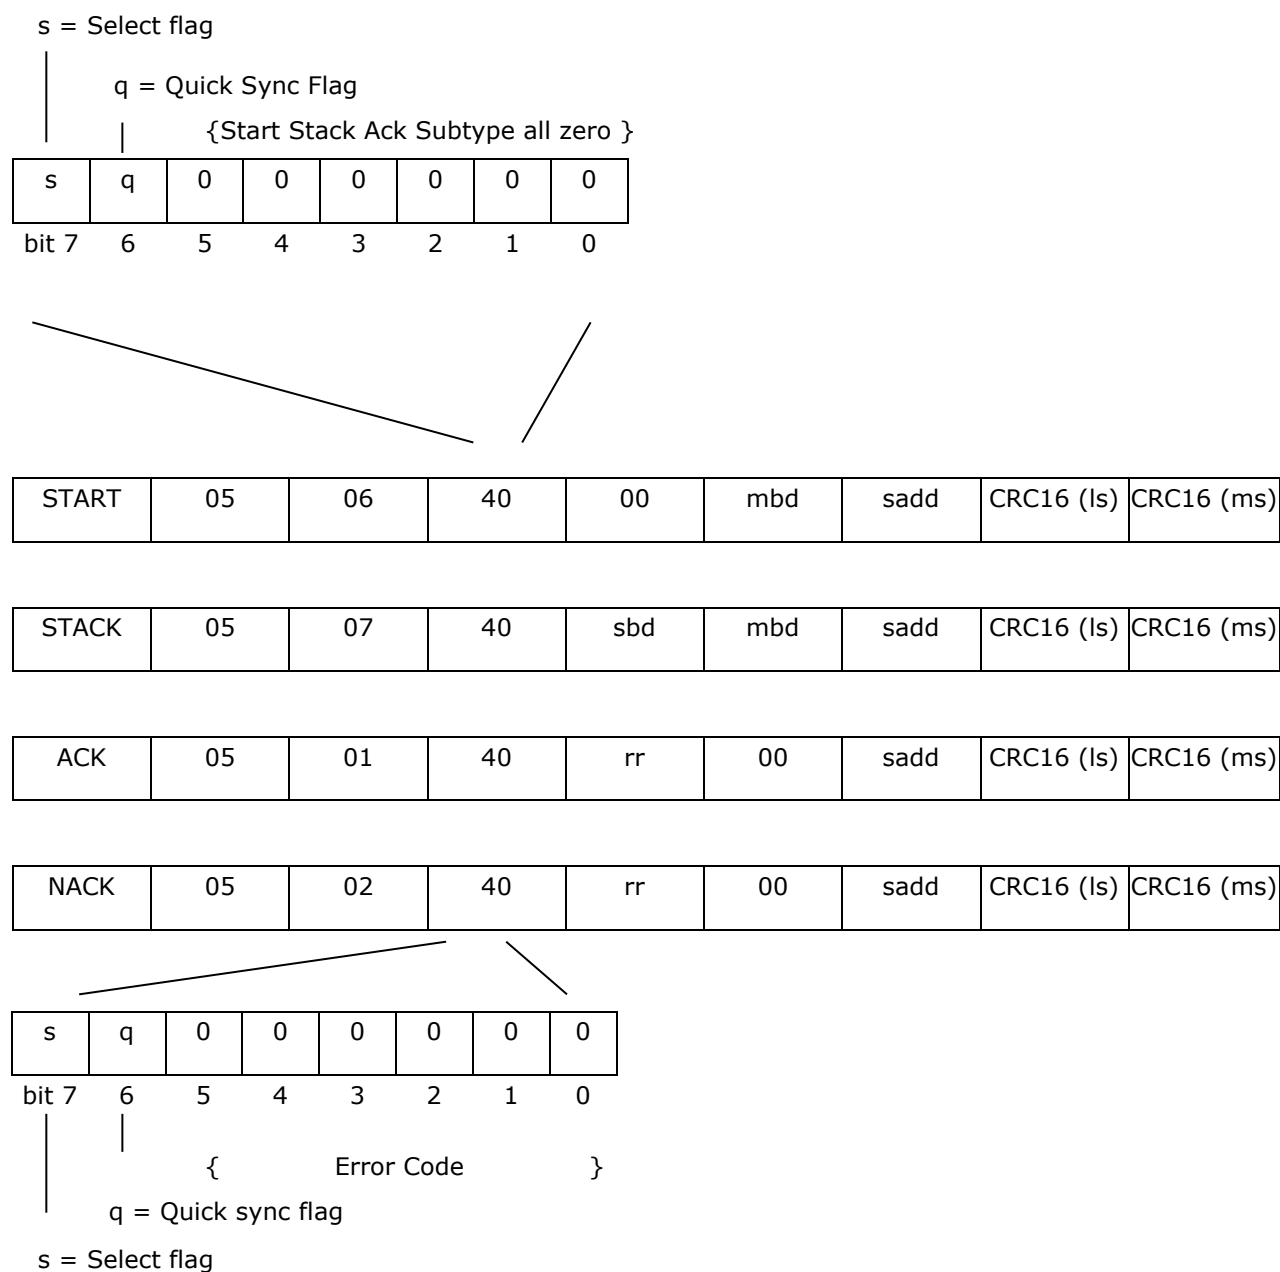 s = Select flag
q = Quick Sync Flag
{Start Stack Ack Subtype all zero }
s q 0 0 0 0 0 0
bit 7 6 5 4 3 2 1 0
START 05 06 40 00 mbd sadd CRC16 (ls) CRC16 (ms)
STACK 05 07 40 sbd mbd sadd CRC16 (ls) CRC16 (ms)
ACK 05 01 40 rr 00 sadd CRC16 (ls) CRC16 (ms)
NACK 05 02 40 rr 00 sadd CRC16 (ls) CRC16 (ms)
s q 0 0 0 0 0 0
bit 7 6 5 4 3 2 1 0
{ Error Code }
q = Quick sync flag
s = Select flag